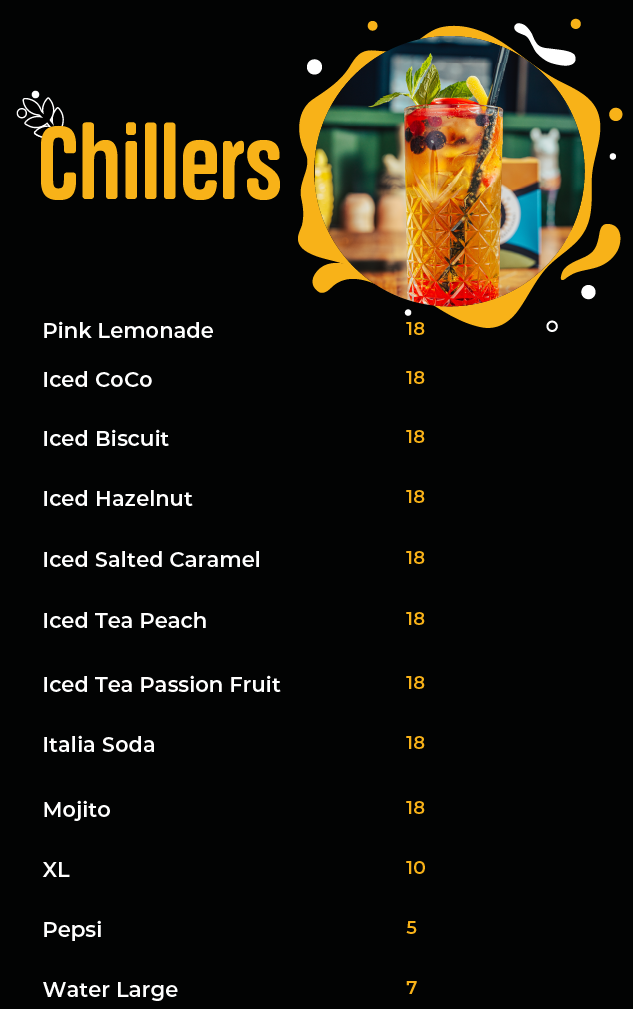 Chillers
Pink Lemonade 18
Iced CoCo 18
Iced Biscuit 18
Iced Hazelnut 18
Iced Salted Caramel 18
Iced Tea Peach 18
Iced Tea Passion Fruit 18
Italia Soda 18
Mojito 18
XL 10
Pepsi 5
Water Large 7